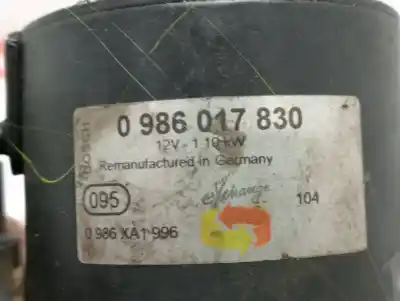 BOSCH
0 986 017 830
12V - 1.10 kW
Remanufactured in Germany
eXchange
095
104
0 986 XA1 996